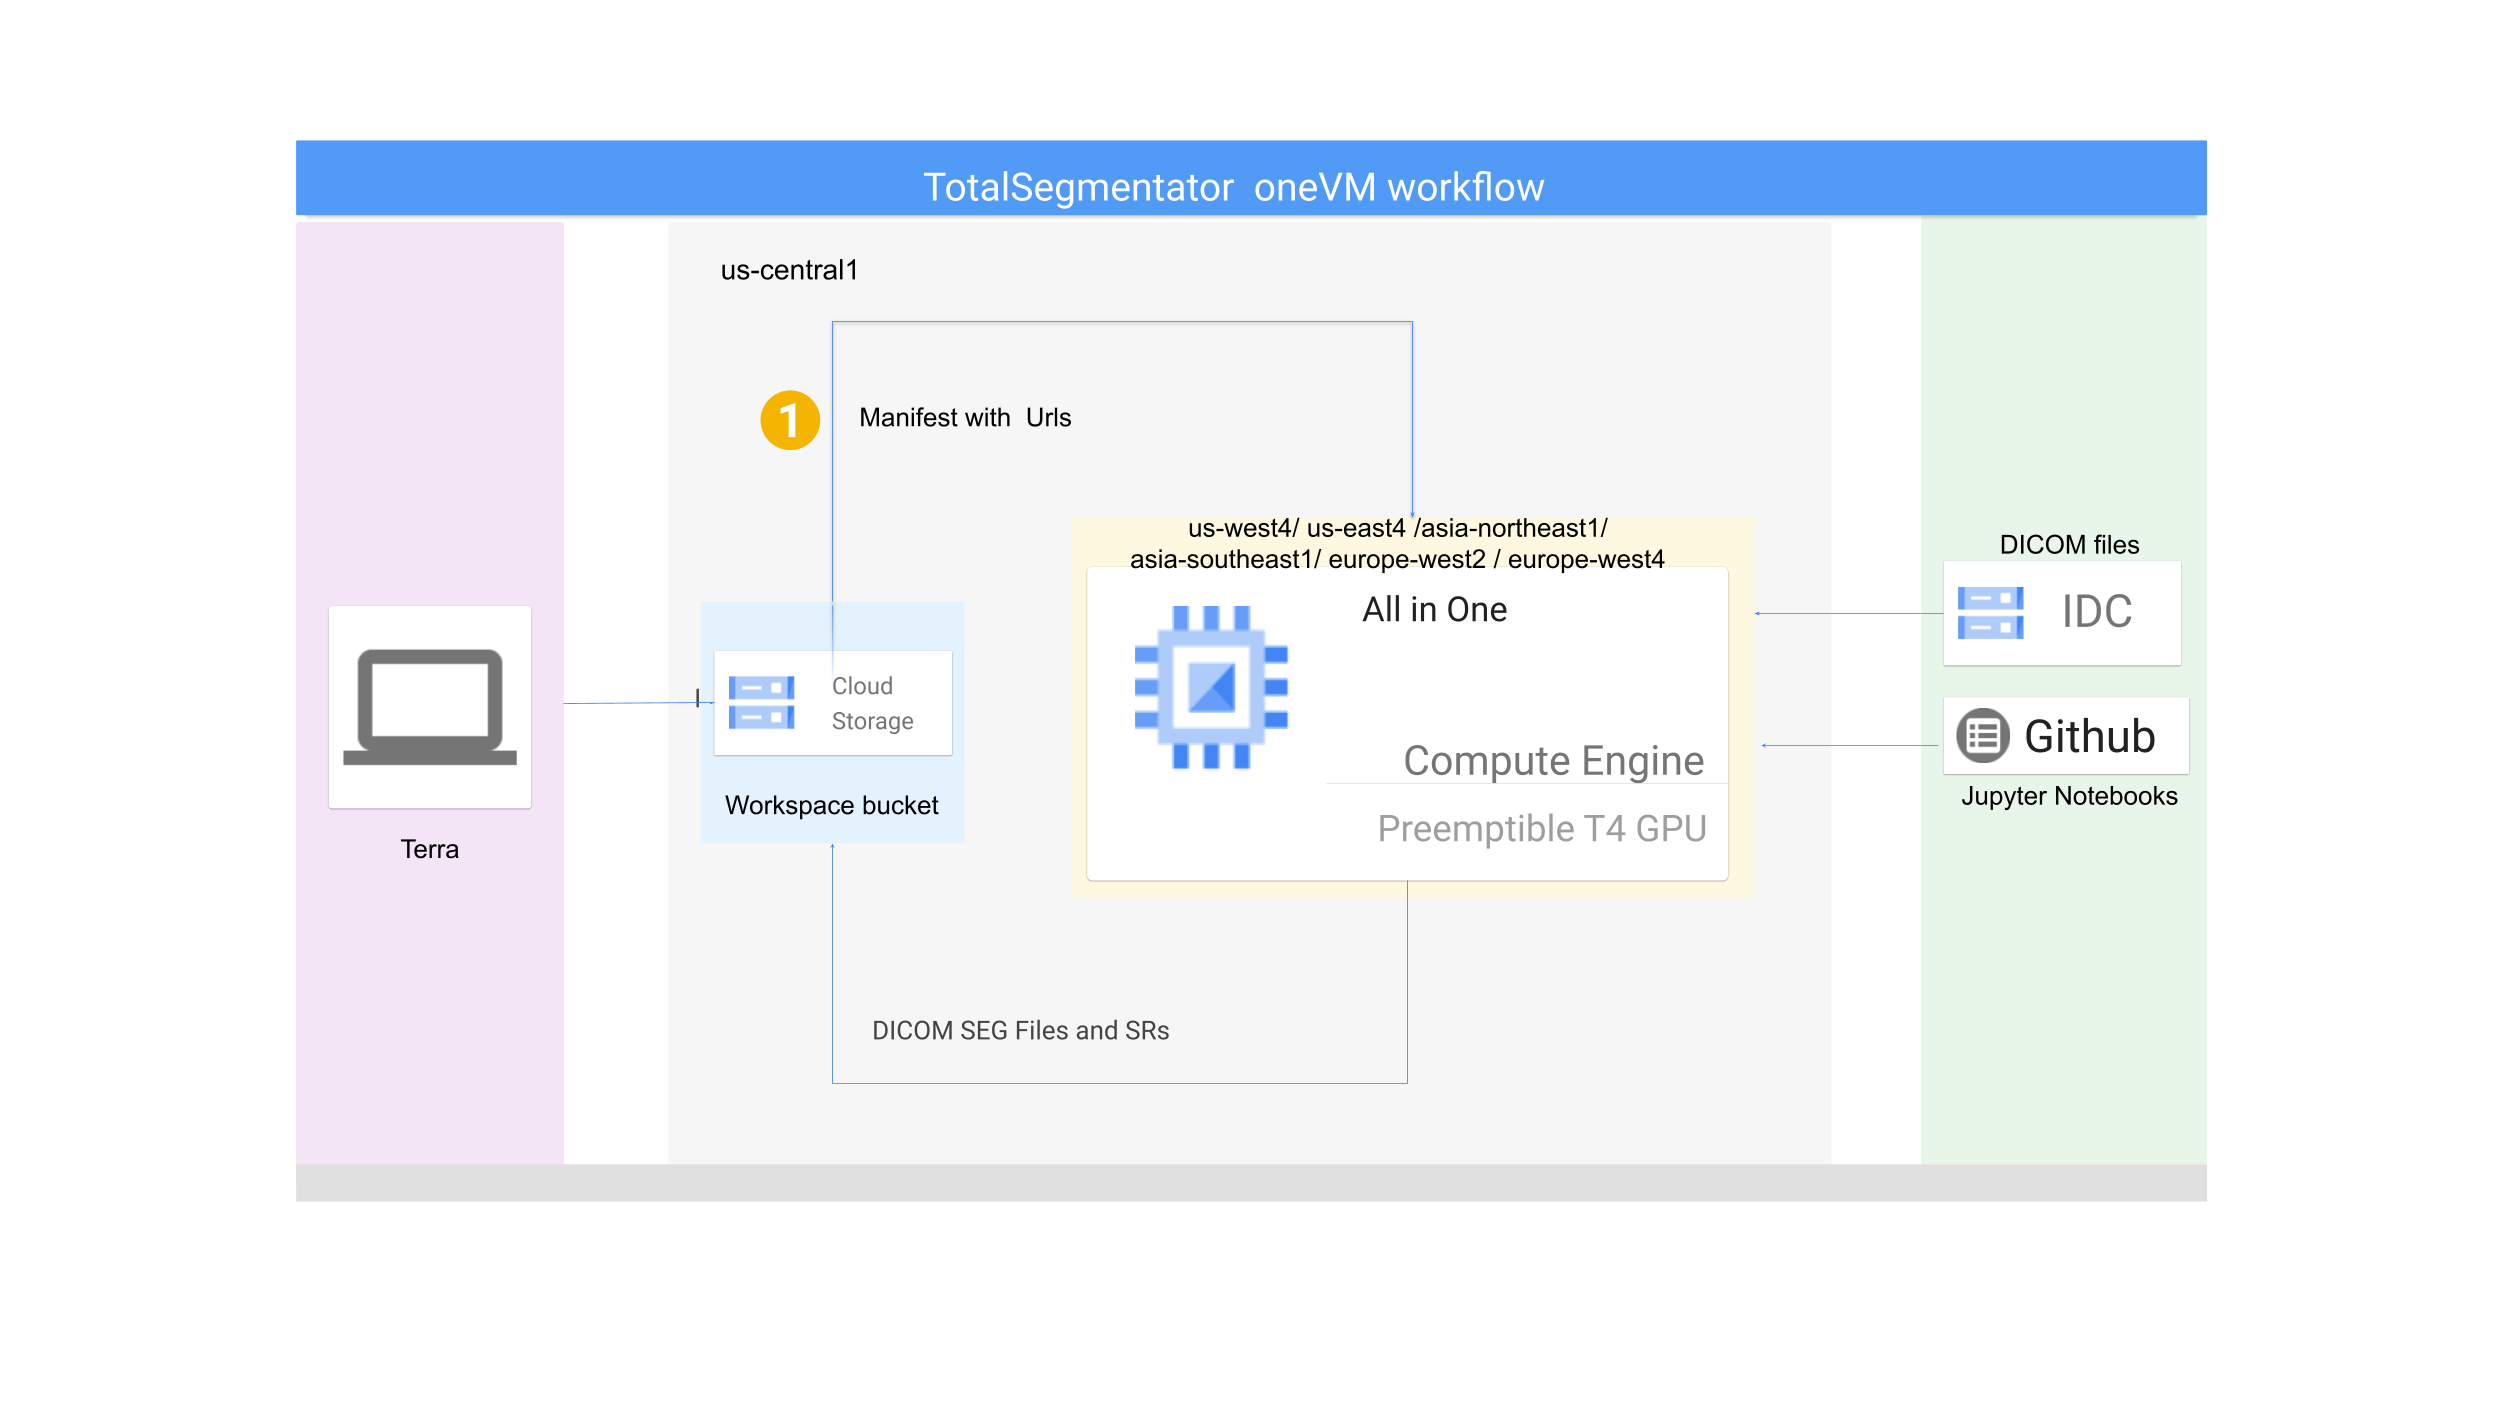 TotalSegmentator oneVM workflow
us-central1
1
Manifest with Urls
us-west4/ us-east4 /asia-northeast1/
asia-southeast1/ europe-west2 / europe-west4
All in One
Compute Engine
Preemptible T4 GPU
Cloud
Storage
Workspace bucket
Terra
DICOM files
IDC
Github
Jupyter Notebooks
DICOM SEG Files and SRs